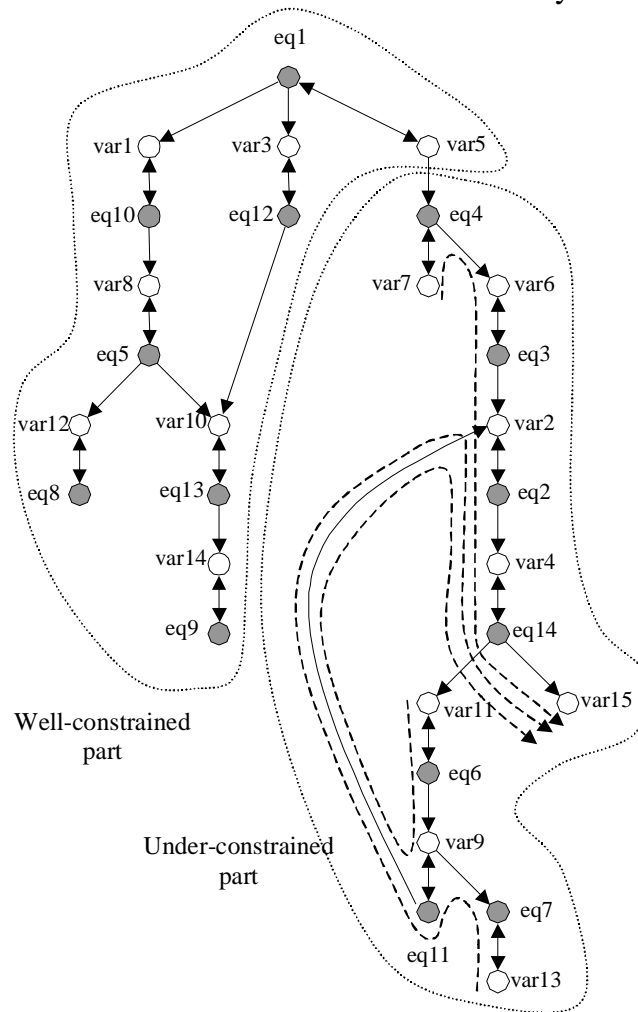 eq1
var1
var3
var5
eq10
eq12
eq4
var8
var7
var6
eq5
eq3
var12
var10
var2
eq8
eq13
eq2
var14
var4
eq9
eq14
var11
var15
Well-constrained
part
eq6
Under-constrained
part
var9
eq7
eq11
var13